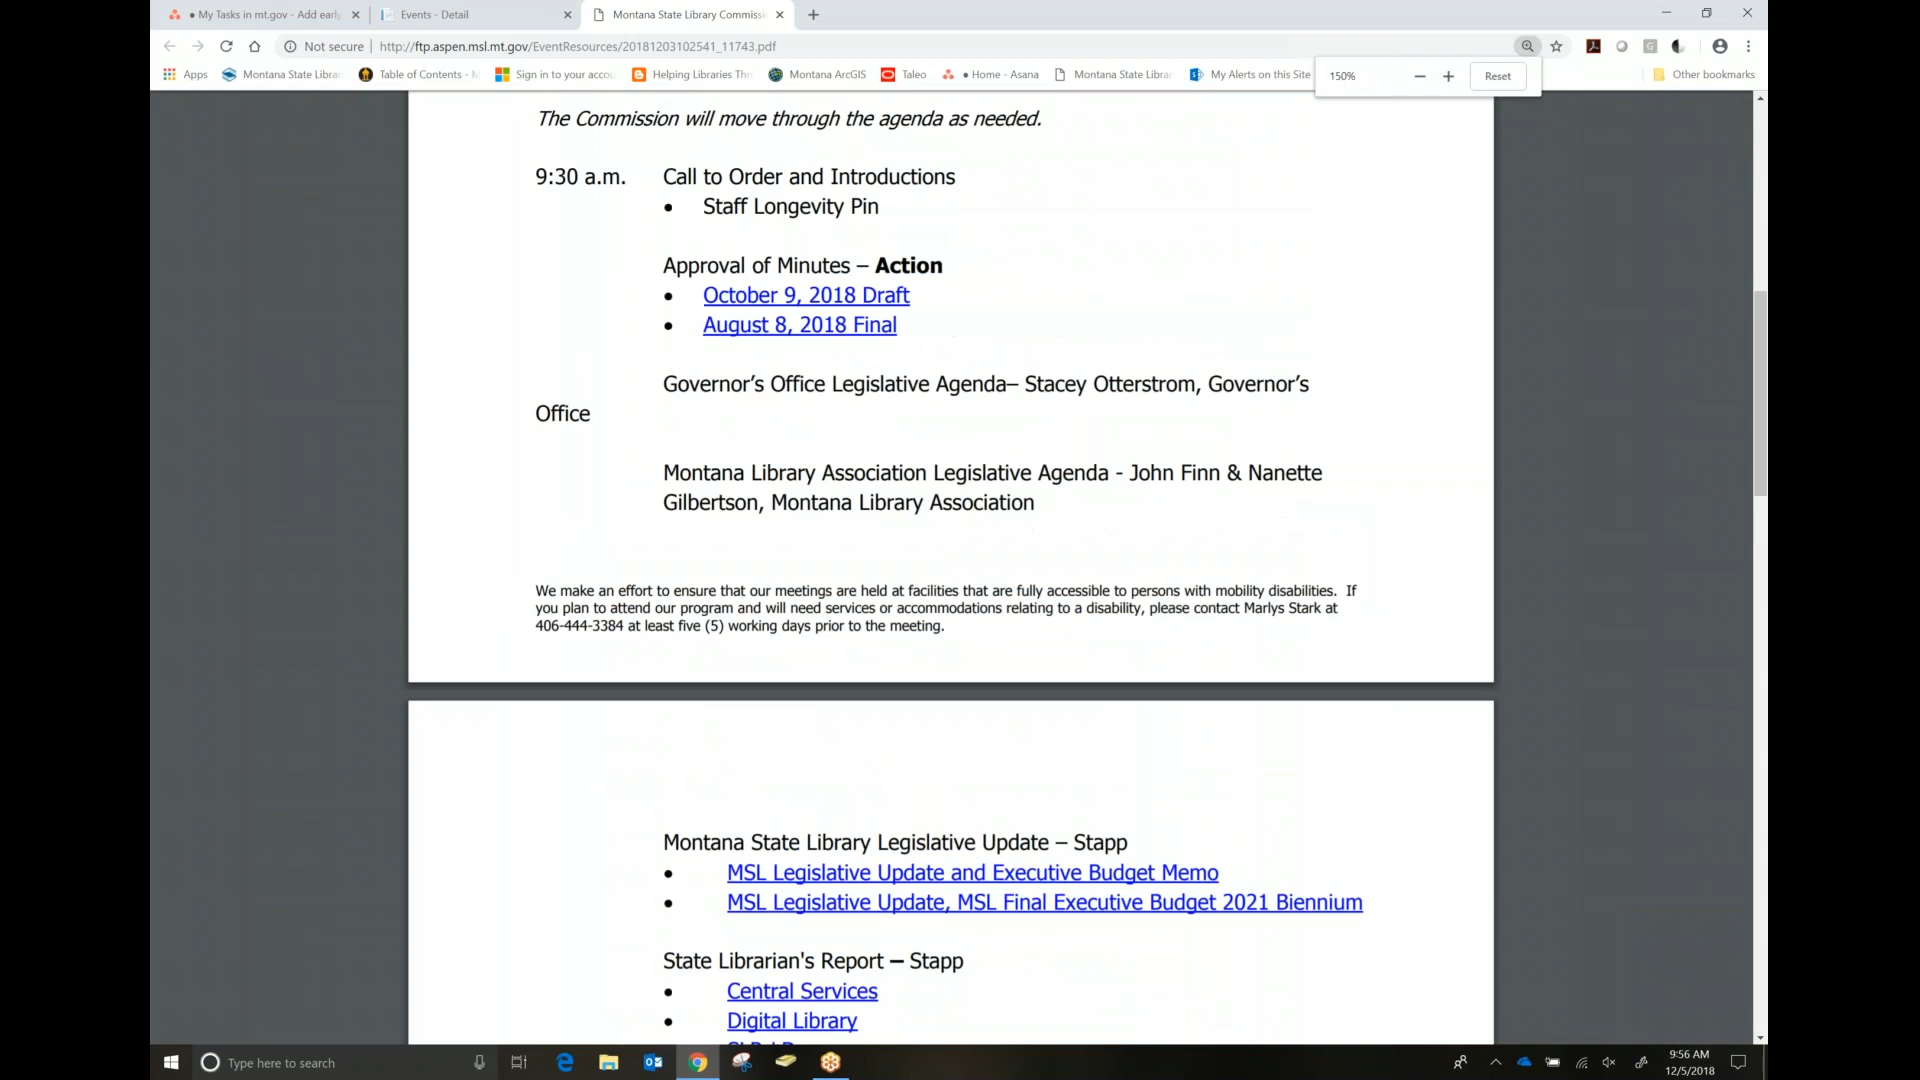 ● My Tasks in mt.gov - Add early
Events - Detail
Montana State Library Commissi
Not secure
http://ftp.aspen.msl.mt.gov/EventResources/20181203102541_11743.pdf
Apps
Montana State Librar
Table of Contents - M
Sign in to your accou
Helping Libraries Thr
Montana ArcGIS
Taleo
● Home - Asana
Montana State Librar
My Alerts on this Site
Other bookmarks
150%
Reset
The Commission will move through the agenda as needed.
9:30 a.m. Call to Order and Introductions
• Staff Longevity Pin
Approval of Minutes – Action
• October 9, 2018 Draft
• August 8, 2018 Final
Governor’s Office Legislative Agenda– Stacey Otterstrom, Governor’s
Office
Montana Library Association Legislative Agenda - John Finn & Nanette
Gilbertson, Montana Library Association
We make an effort to ensure that our meetings are held at facilities that are fully accessible to persons with mobility disabilities. If
you plan to attend our program and will need services or accommodations relating to a disability, please contact Marlys Stark at
406-444-3384 at least five (5) working days prior to the meeting.
Montana State Library Legislative Update – Stapp
• MSL Legislative Update and Executive Budget Memo
• MSL Legislative Update, MSL Final Executive Budget 2021 Biennium
State Librarian's Report – Stapp
• Central Services
• Digital Library
Type here to search
9:56 AM
12/5/2018